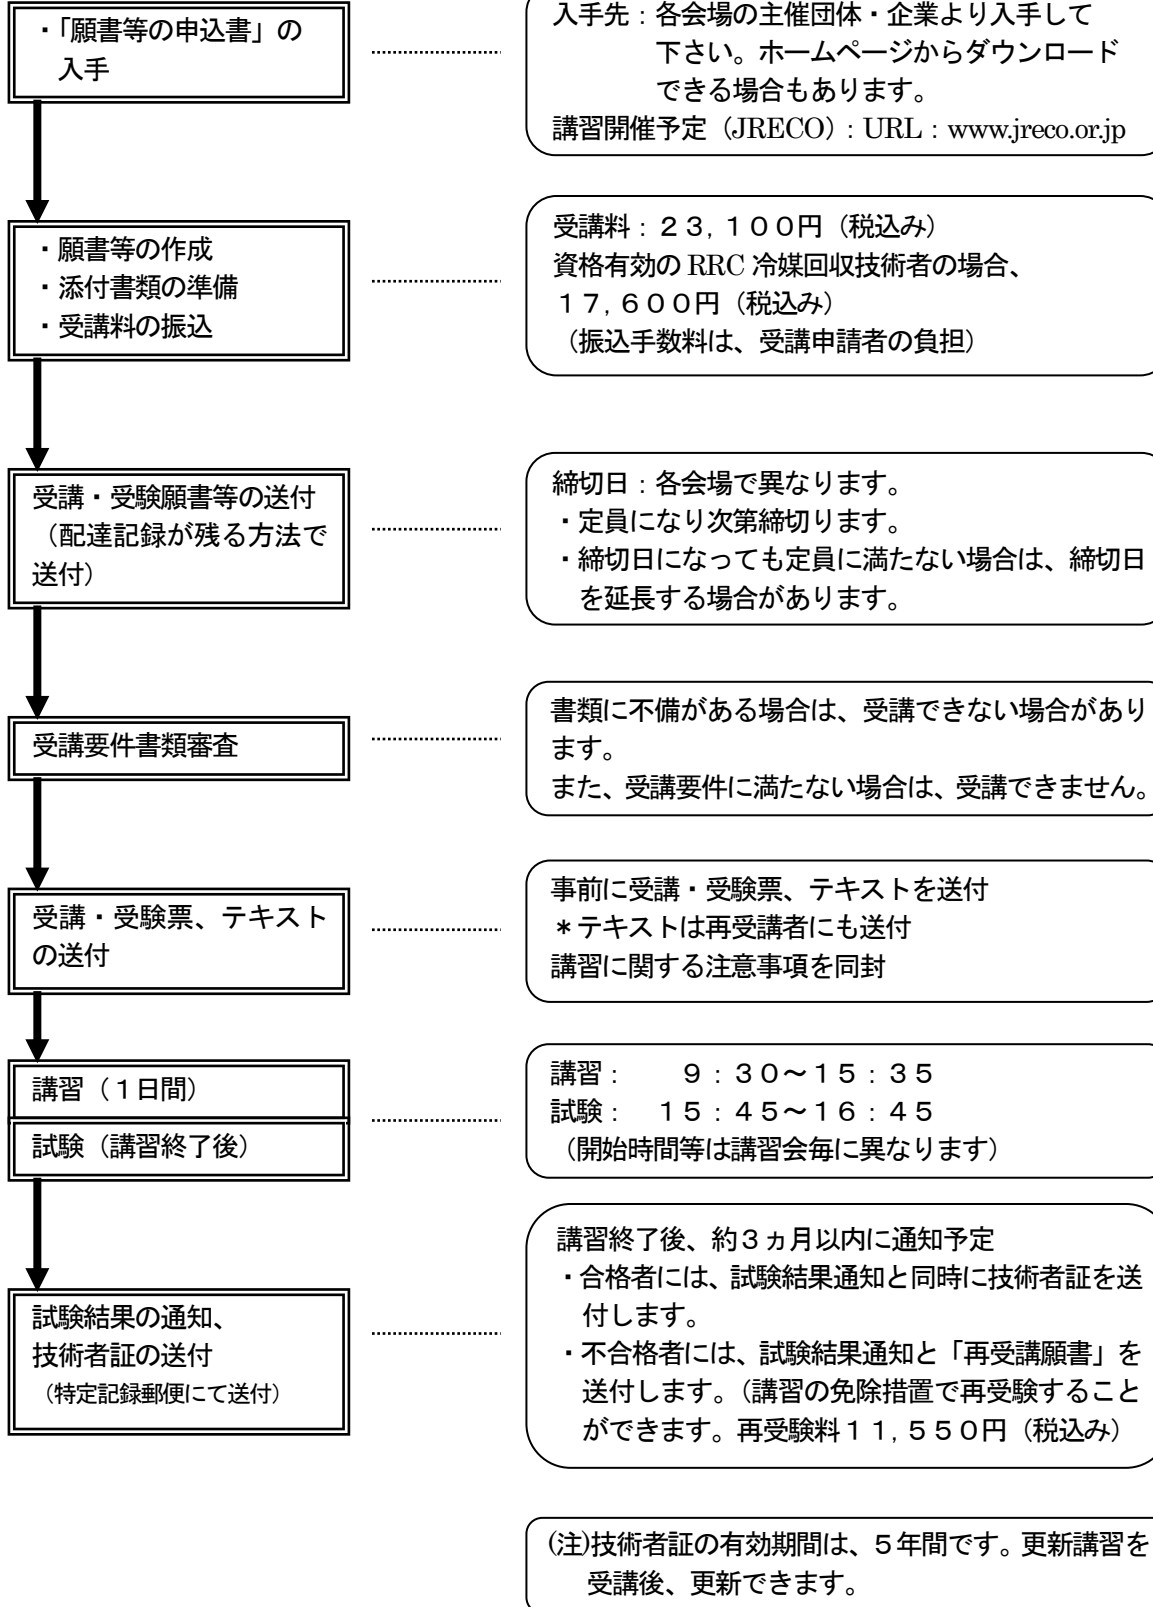 ・「願書等の申込書」の
入手
入手先：各会場の主催団体・企業より入手して
下さい。ホームページからダウンロード
できる場合もあります。
講習開催予定（JRECO）：URL：www.jreco.or.jp
・願書等の作成
・添付書類の準備
・受講料の振込
受講料：２３，１００円（税込み）
資格有効の RRC 冷媒回収技術者の場合、
１７，６００円（税込み）
（振込手数料は、受講申請者の負担）
受講・受験願書等の送付
（配達記録が残る方法で
送付）
締切日：各会場で異なります。
・定員になり次第締切ります。
・締切日になっても定員に満たない場合は、締切日
を延長する場合があります。
受講要件書類審査
書類に不備がある場合は、受講できない場合があり
ます。
また、受講要件に満たない場合は、受講できません。
受講・受験票、テキスト
の送付
事前に受講・受験票、テキストを送付
＊テキストは再受講者にも送付
講習に関する注意事項を同封
講習（１日間）
試験（講習終了後）
講習：　　９：３０～１５：３５
試験：　１５：４５～１６：４５
（開始時間等は講習会毎に異なります）
試験結果の通知、
技術者証の送付
（特定記録郵便にて送付）
講習終了後、約３ヵ月以内に通知予定
・合格者には、試験結果通知と同時に技術者証を送
付します。
・不合格者には、試験結果通知と「再受講願書」を
送付します。（講習の免除措置で再受験すること
ができます。再受験料１１，５５０円（税込み）
(注)技術者証の有効期間は、５年間です。更新講習を
受講後、更新できます。